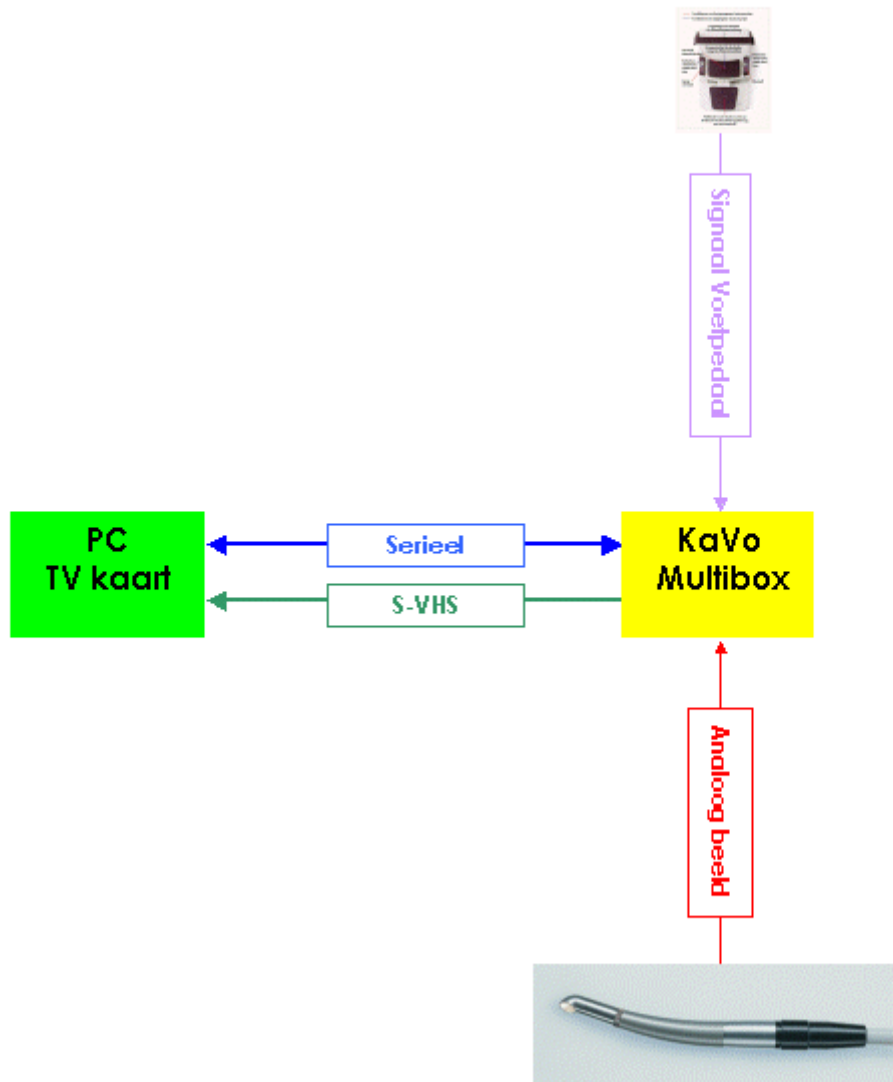 Signaal Voetpedaal
PC
TV kaart
Serieel
S-VHS
KaVo
Multibox
Analoog beeld